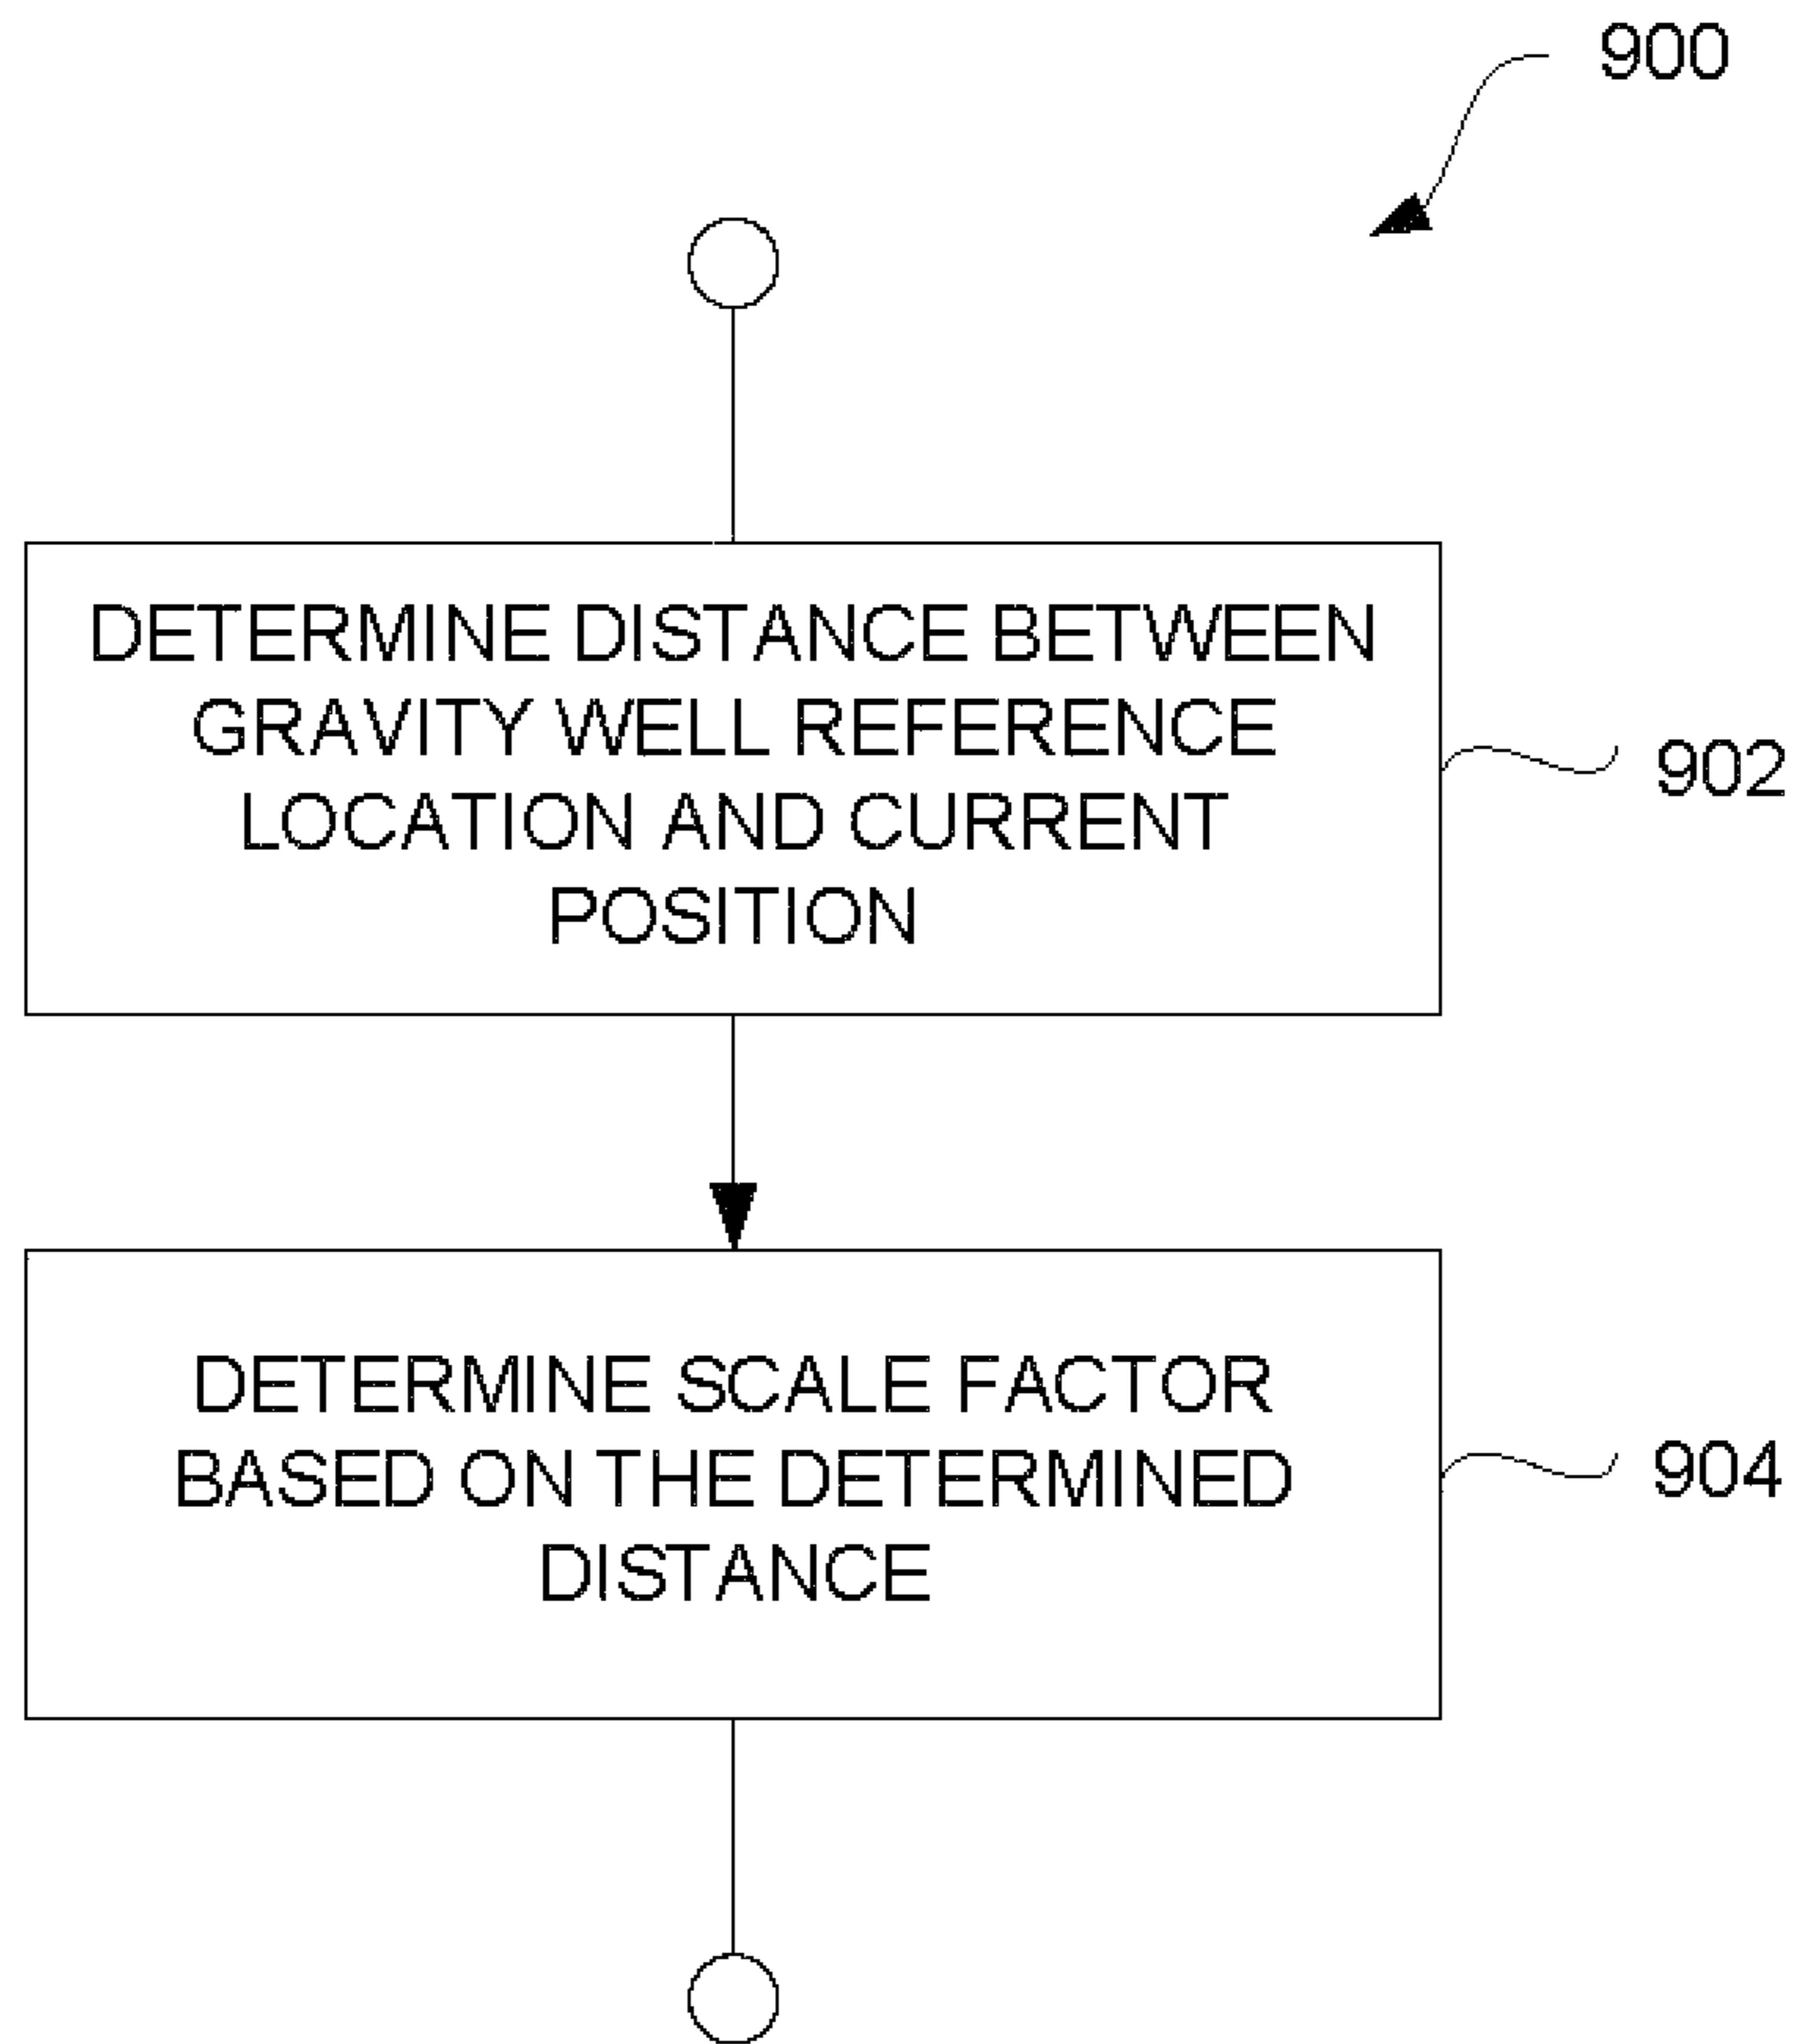 900
DETERMINE DISTANCE BETWEEN
GRAVITY WELL REFERENCE
LOCATION AND CURRENT
POSITION
902
DETERMINE SCALE FACTOR
BASED ON THE DETERMINED
DISTANCE
904